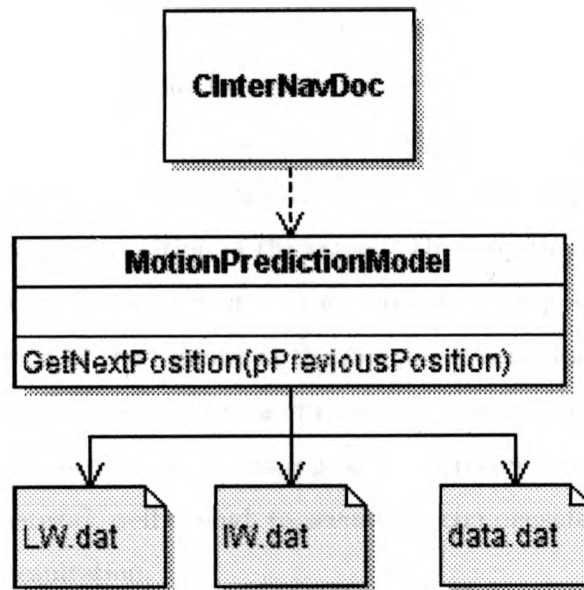 CInterNavDoc
MotionPredictionModel
GetNextPosition(pPreviousPosition)
LW.dat
IW.dat
data.dat